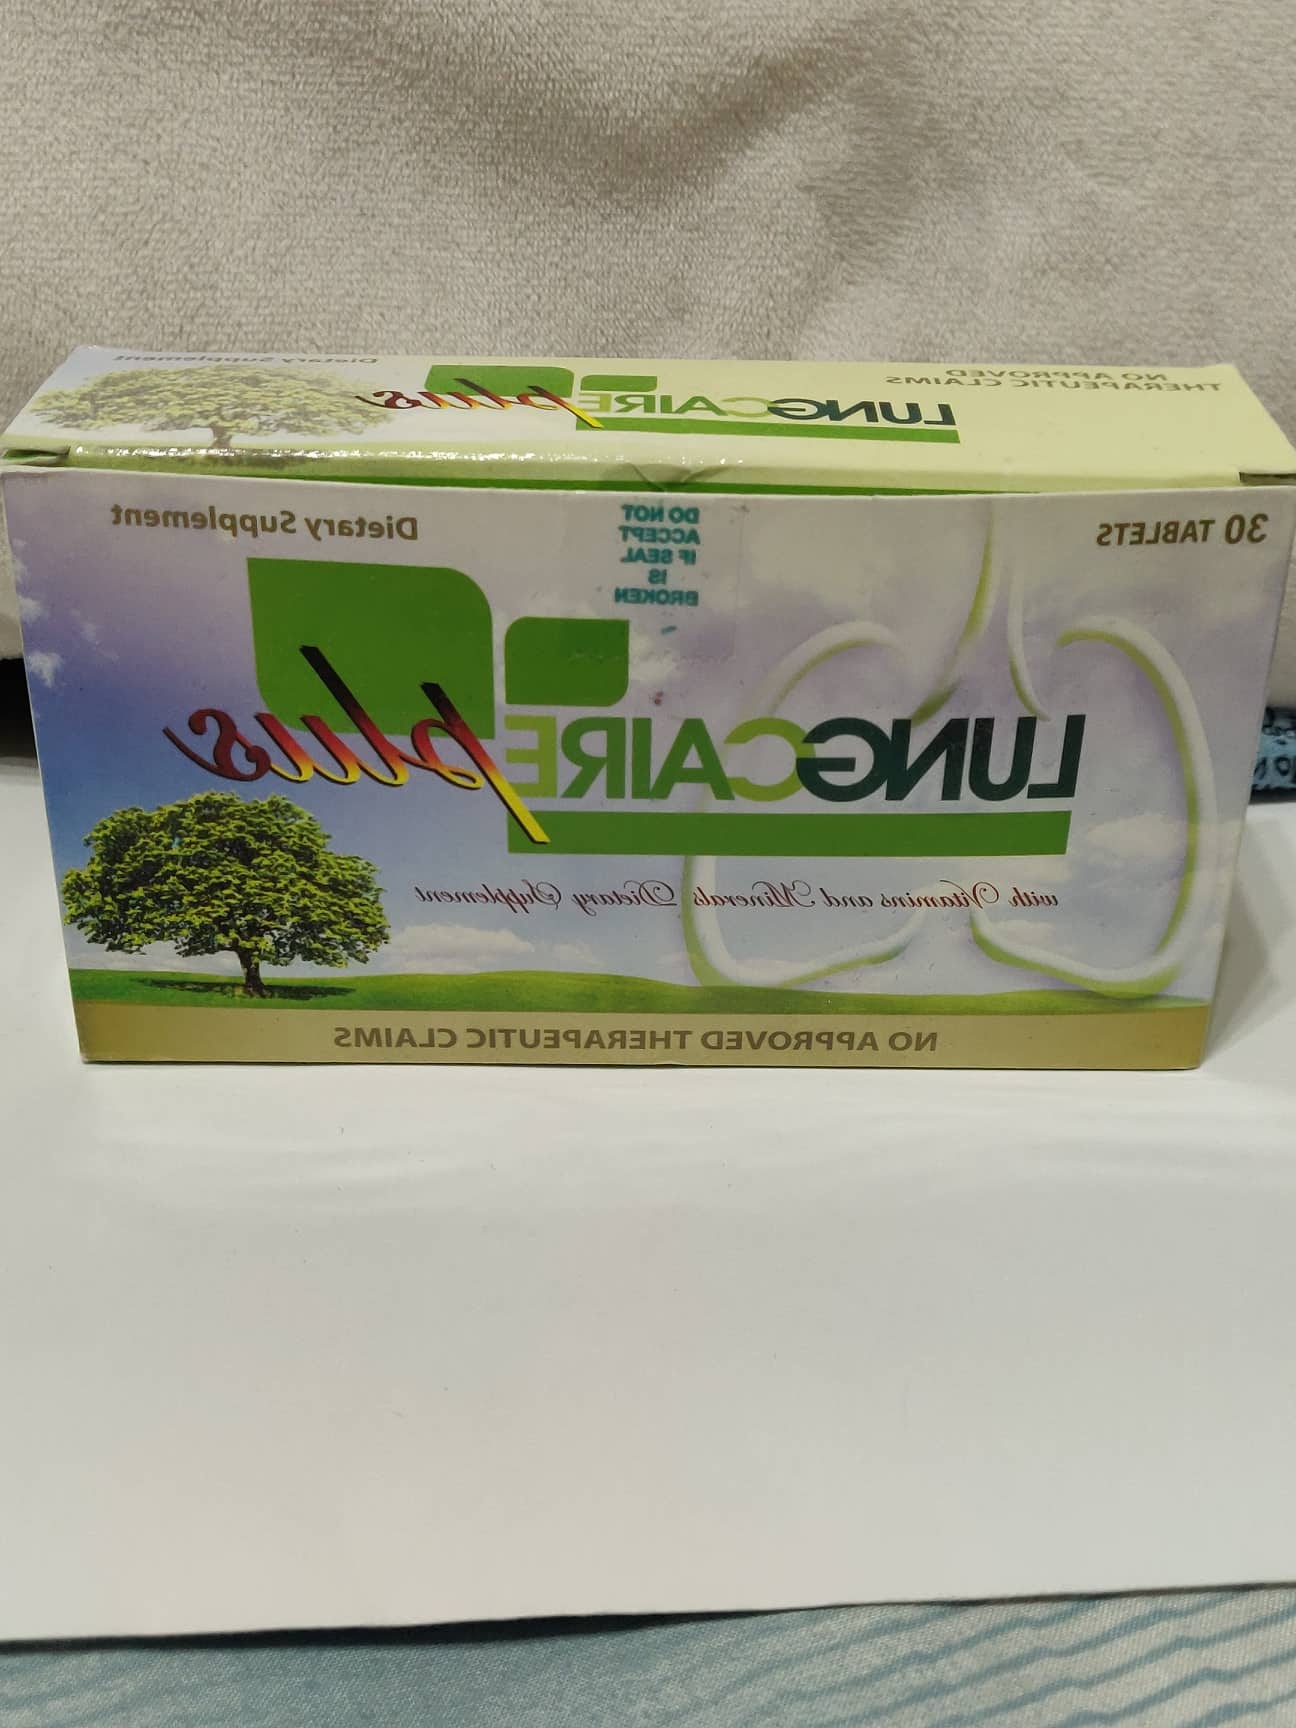 Dietary Supplement
NO APPROVED
THERAPEUTIC CLAIMS
LUNGCAIRE plus
30 TABLETS
DO NOT
ACCEPT
IF SEAL
IS
BROKEN
Dietary Supplement
LUNGCAIRE plus
with Vitamins and Minerals Dietary Supplement
NO APPROVED THERAPEUTIC CLAIMS